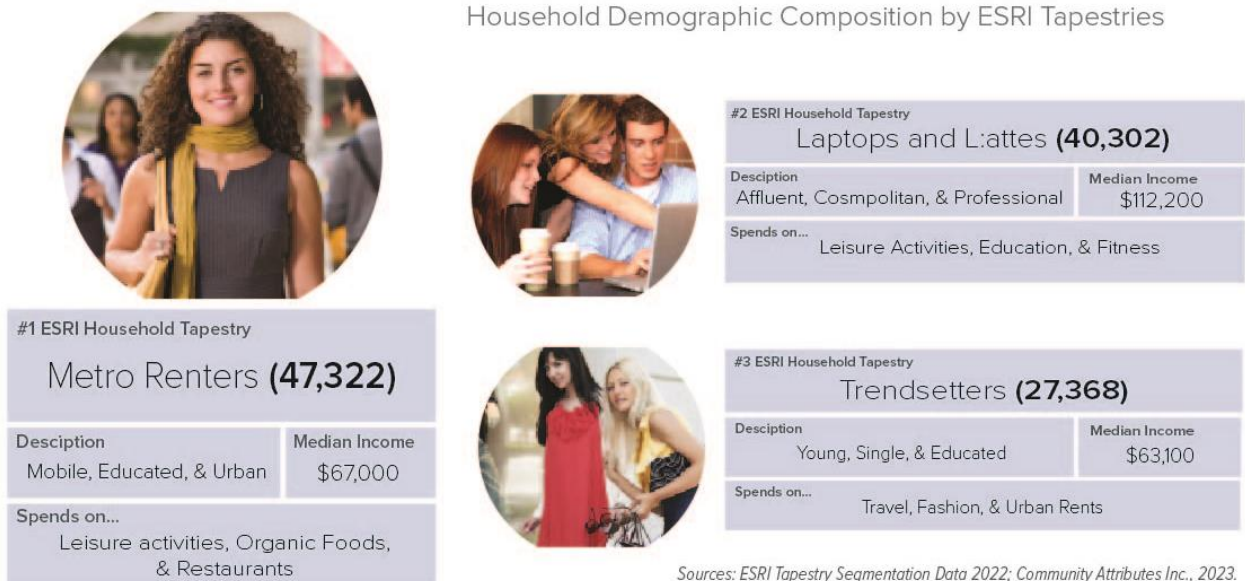 Household Demographic Composition by ESRI Tapestries
#1 ESRI Household Tapestry
Metro Renters (47,322)
Desciption
Mobile, Educated, & Urban
Median Income
$67,000
Spends on...
Leisure activities, Organic Foods,
& Restaurants
#2 ESRI Household Tapestry
Laptops and L:attes (40,302)
Desciption
Affluent, Cosmpolitan, & Professional
Median Income
$112,200
Spends on...
Leisure Activities, Education, & Fitness
#3 ESRI Household Tapestry
Trendsetters (27,368)
Desciption
Young, Single, & Educated
Median Income
$63,100
Spends on...
Travel, Fashion, & Urban Rents
Sources: ESRI Tapestry Segmentation Data 2022; Community Attributes Inc., 2023.